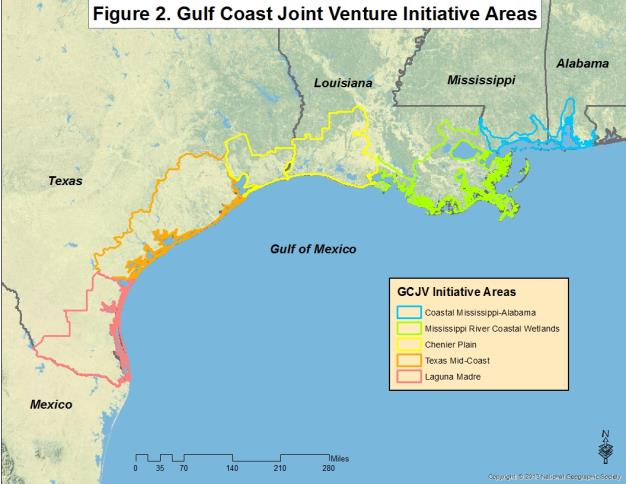 Figure 2. Gulf Coast Joint Venture Initiative Areas
Alabama
Mississippi
Louisiana
Texas
Gulf of Mexico
GCJV Initiative Areas
Coastal Mississippi-Alabama
Mississippi River Coastal Wetlands
Chenier Plain
Texas Mid-Coast
Laguna Madre
Mexico
N
Miles
0 35 70 140 210 280
Copyright: © 2013 National Geographic Society